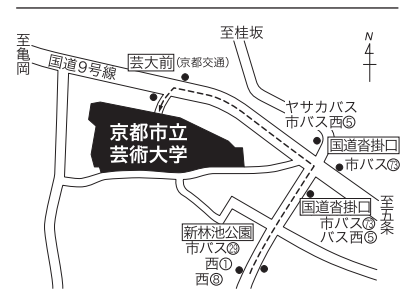 至桂坂
N
至亀岡
国道9号線
芸大前(京都交通)
ヤサカバス
市バス西⑤
京都市立
芸術大学
国道沓掛口
市バス㉓
至五条
国道沓掛口
市バス㉓
バス西⑤
新林池公園
市バス㉙
西①
西⑧